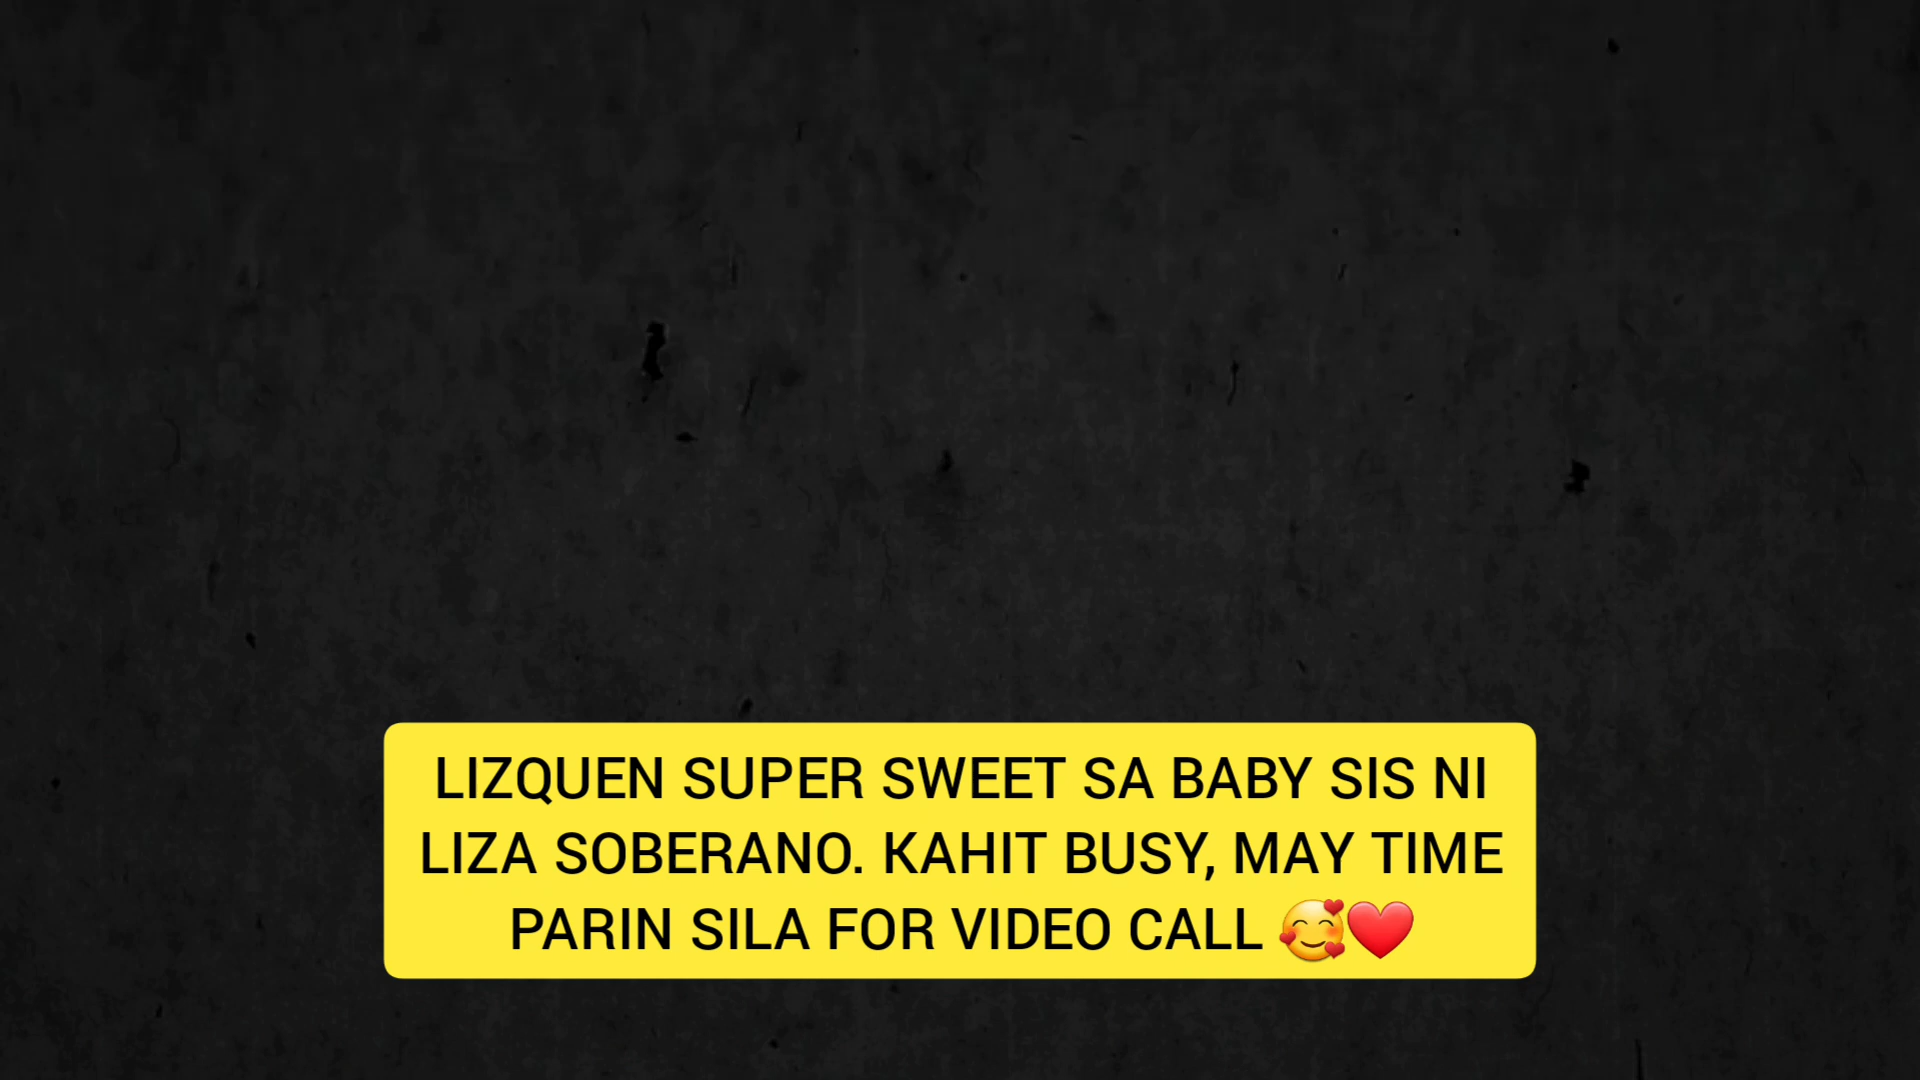 LIZQUEN SUPER SWEET SA BABY SIS NI
LIZA SOBERANO. KAHIT BUSY, MAY TIME
PARIN SILA FOR VIDEO CALL 🥰❤️